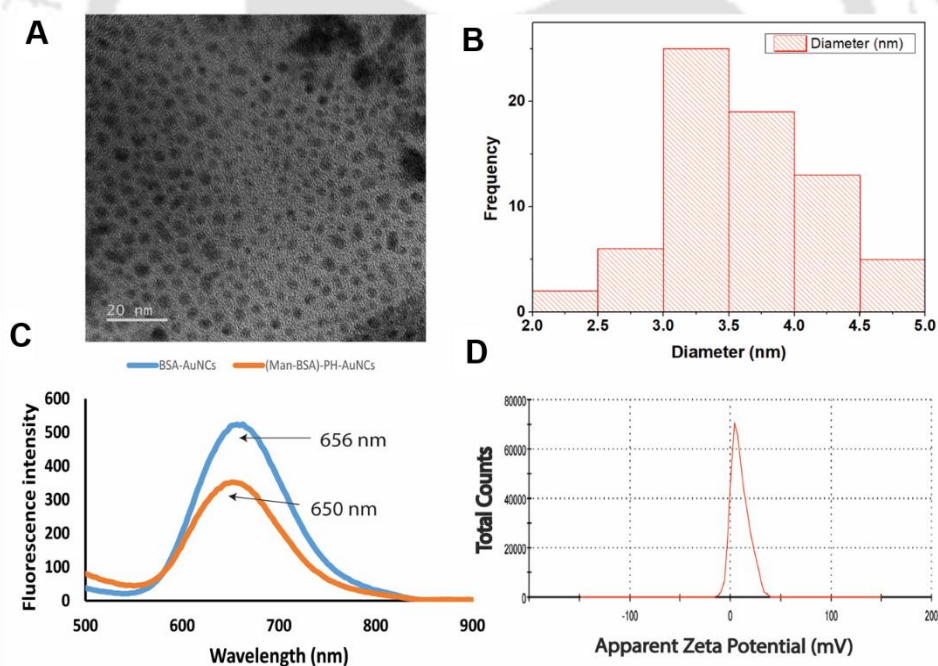 A
20 nm
B
Diameter (nm)
Frequency
20
10
0
2.0 2.5 3.0 3.5 4.0 4.5 5.0
Diameter (nm)
C
BSA-AuNCs (Man-BSA)-PH-AuNCs
Fluorescence intensity
600
500
400
300
200
100
0
656 nm
650 nm
500 600 700 800 900
Wavelength (nm)
D
Total Counts
80000
60000
40000
20000
0
-100 0 100 200
Apparent Zeta Potential (mV)